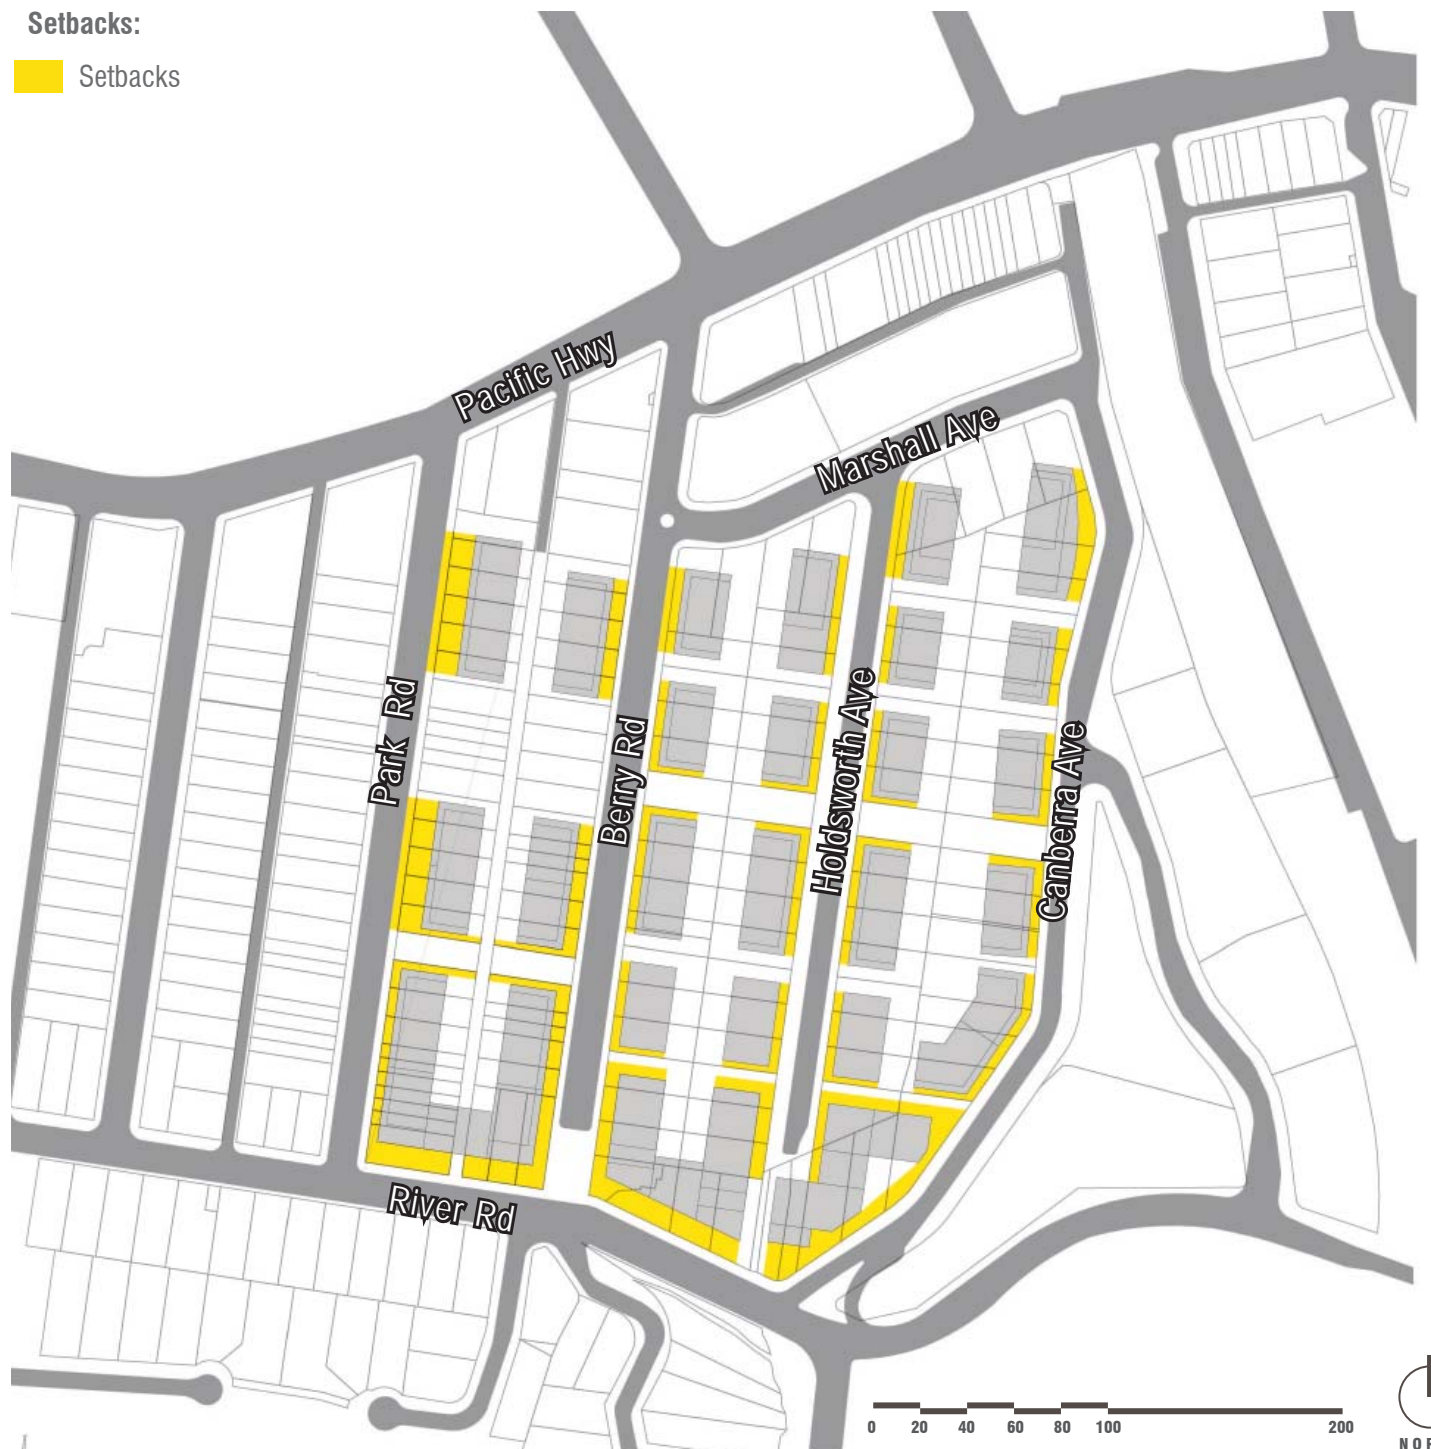 Setbacks:
Setbacks
Pacific Hwy
Marshall Ave
Park Rd
Berry Rd
Holdsworth Ave
Canberra Ave
River Rd
0 20 40 60 80 100 200